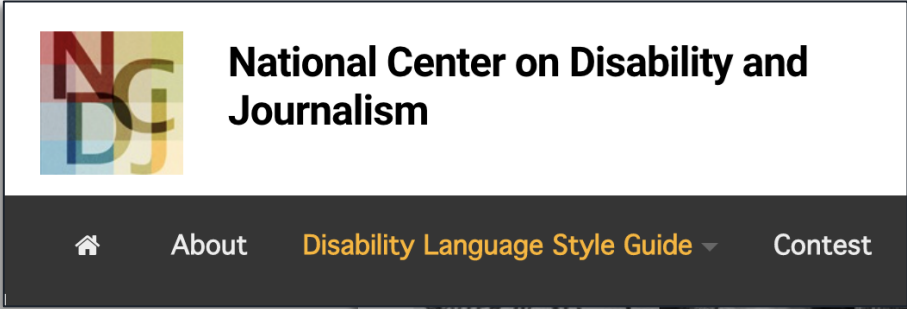 NCDJ
National Center on Disability and
Journalism
About Disability Language Style Guide Contest